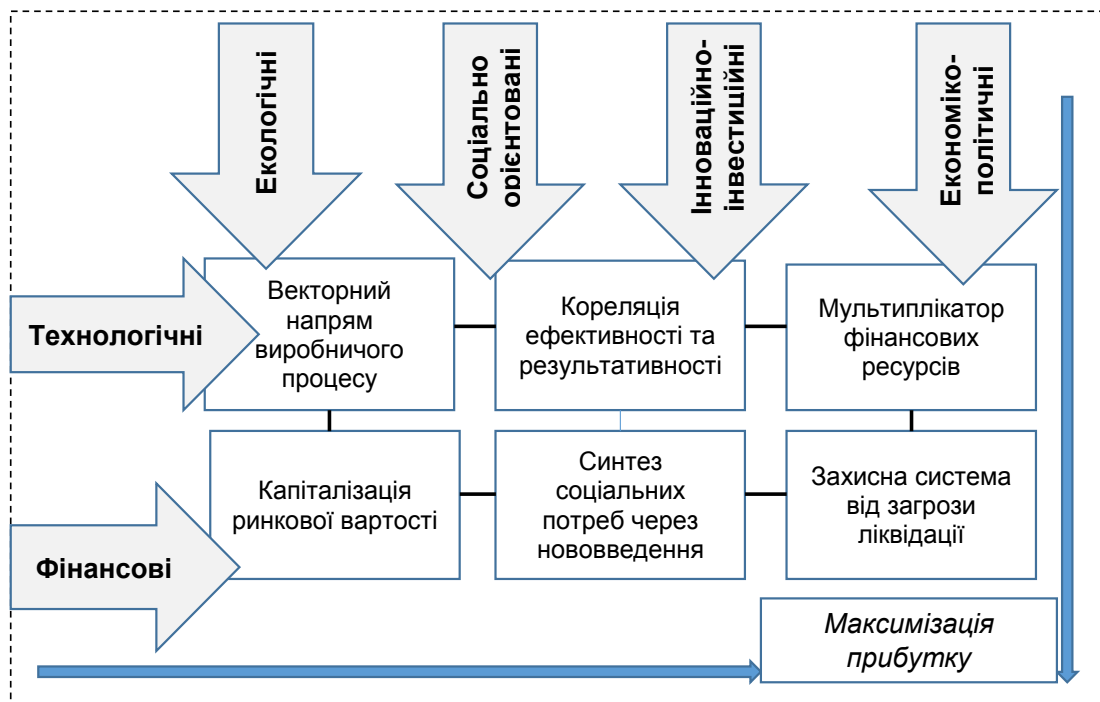 Екологічні
Соціально
орієнтовані
Інноваційно-
інвестиційні
Економіко-
політичні
Технологічні
Векторний
напрям
виробничого
процесу
Кореляція
ефективності та
результативності
Мультиплікатор
фінансових
ресурсів
Фінансові
Капіталізація
ринкової вартості
Синтез
соціальних
потреб через
нововведення
Захисна система
від загрози
ліквідації
Максимізація
прибутку